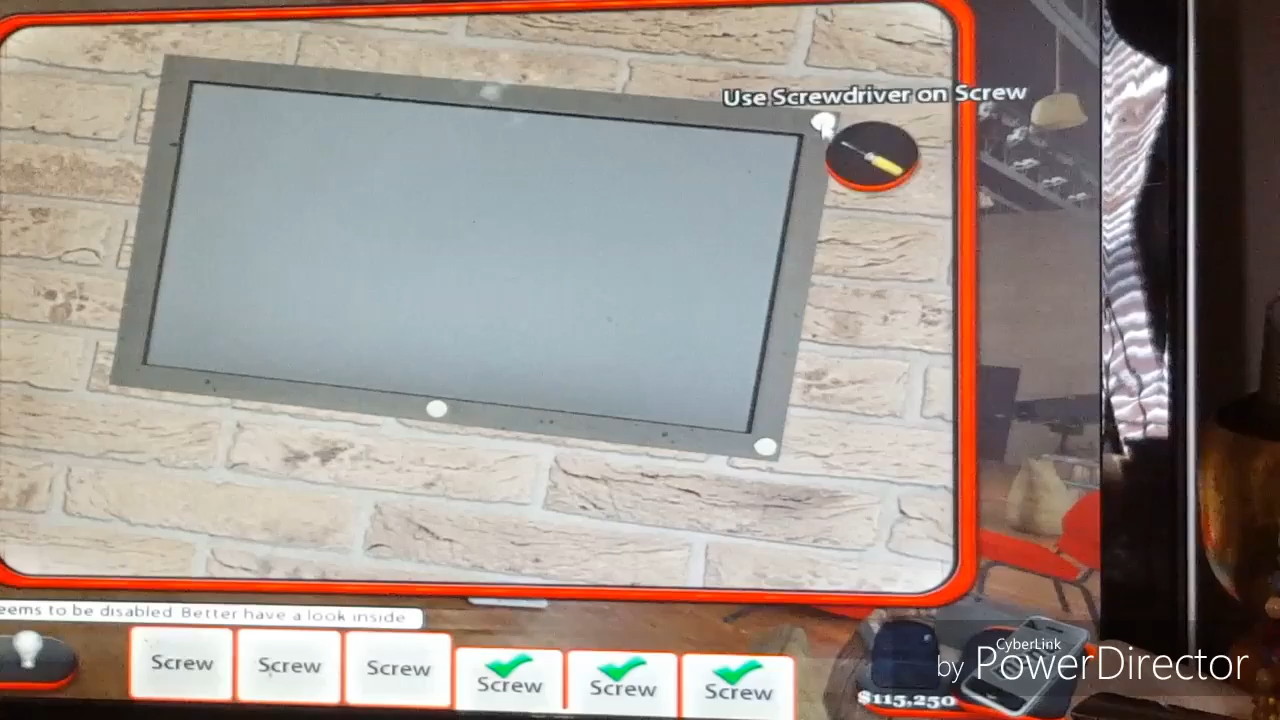 Use Screwdriver on Screw
eems to be disabled. Better have a look inside
Screw
Screw
Screw
Screw
Screw
Screw
$115,250
CyberLink
by PowerDirector